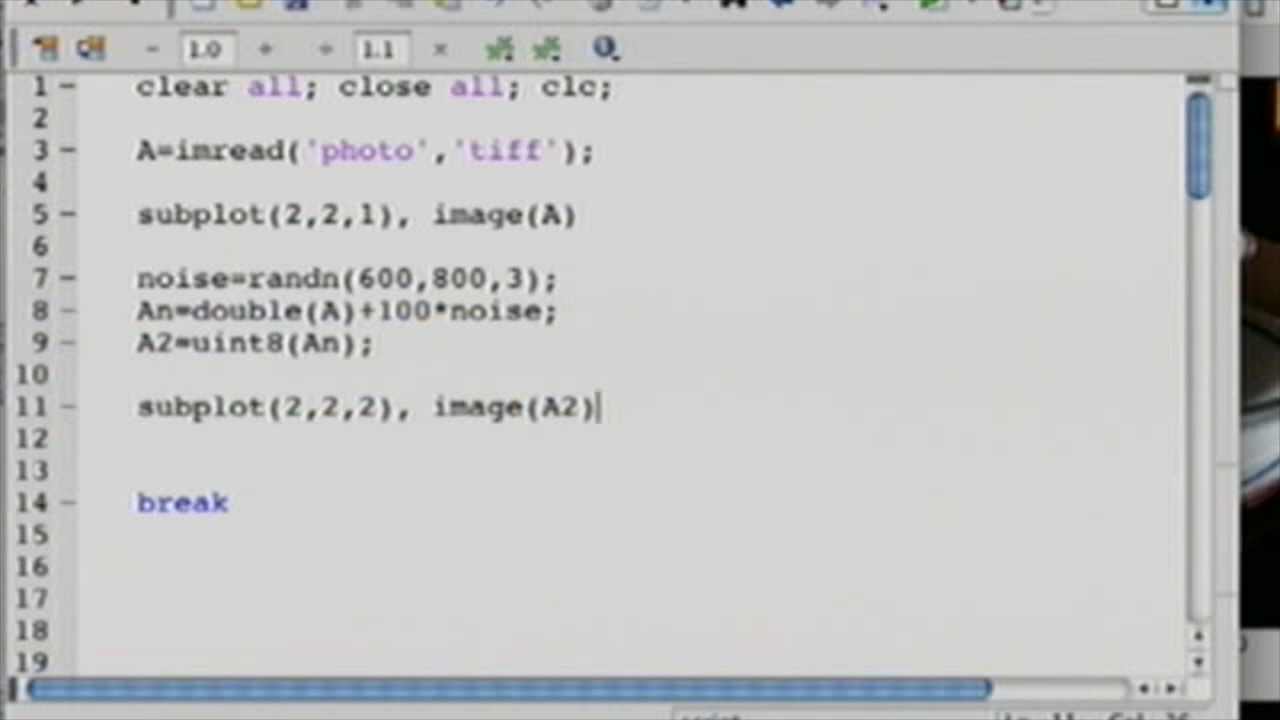 1.0 1.1
1 clear all; close all; clc;
2
3 A=imread('photo','tiff');
4
5 subplot(2,2,1), image(A)
6
7 noise=randn(600,800,3);
8 An=double(A)+100*noise;
9 A2=uint8(An);
10
11 subplot(2,2,2), image(A2)
12
13
14 break
15
16
17
18
19